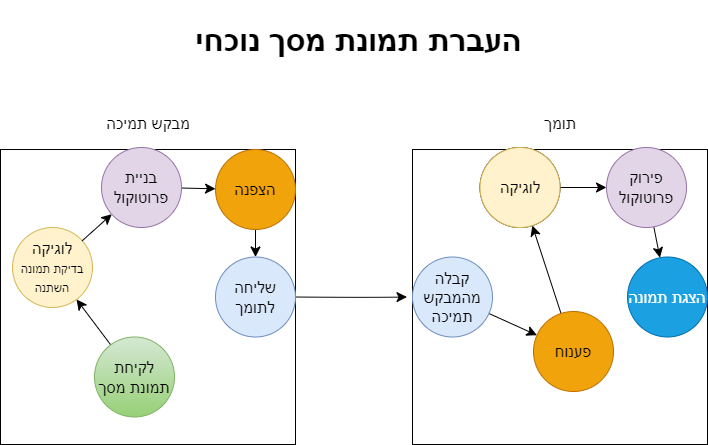 העברת תמונת מסך נוכחי
מבקש תמיכה
תומך
בניית
פרוטוקול
הצפנה
לוגיקה
פירוק
פרוטוקול
לוגיקה
בדיקת תמונה
השתנה
שליחה
לתומך
קבלה
מהמבקש
תמיכה
הצגת תמונה
לקיחת
תמונת מסך
פענוח